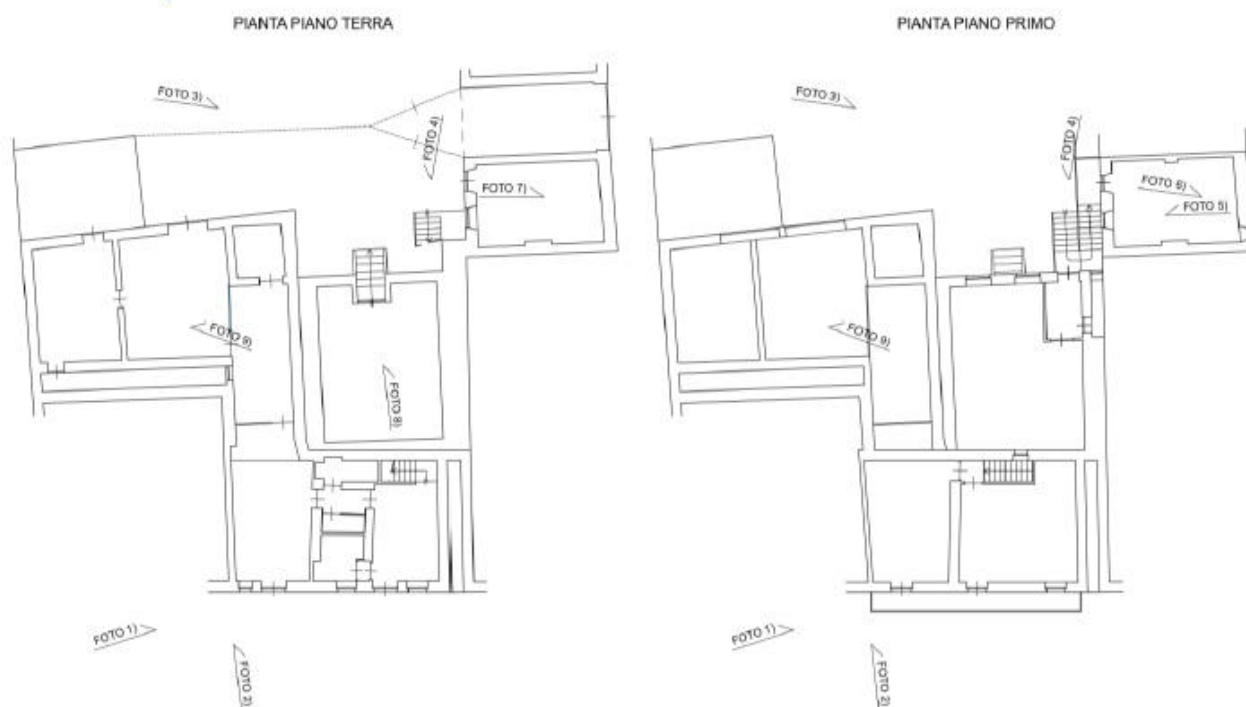 PIANTA PIANO TERRA
FOTO 3)
FOTO 4)
FOTO 7)
FOTO 9)
FOTO 8)
FOTO 1)
FOTO 2)
PIANTA PIANO PRIMO
FOTO 3)
FOTO 4)
FOTO 6)
FOTO 5)
FOTO 9)
FOTO 1)
FOTO 2)